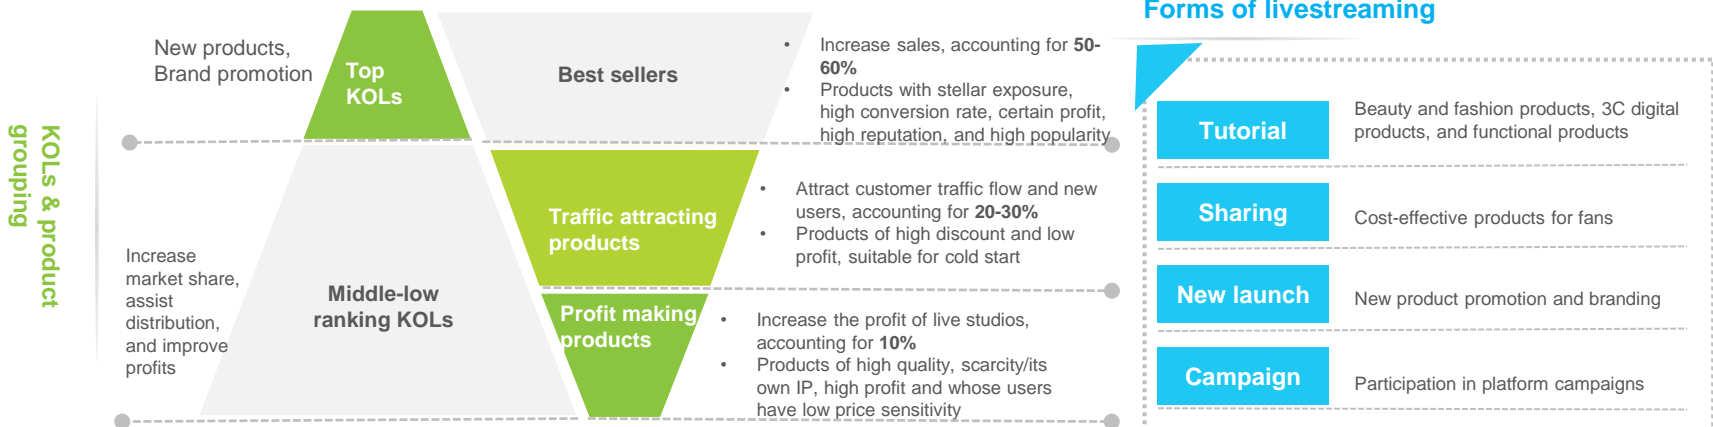 KOLs & product
grouping
New products,
Brand promotion
Top
KOLs
Best sellers
• Increase sales, accounting for 50-
60%
• Products with stellar exposure,
high conversion rate, certain profit,
high reputation, and high popularity
Increase
market share,
assist
distribution,
and improve
profits
Middle-low
ranking KOLs
Traffic attracting
products
• Attract customer traffic flow and new
users, accounting for 20-30%
• Products of high discount and low
profit, suitable for cold start
Profit making
products
• Increase the profit of live studios,
accounting for 10%
• Products of high quality, scarcity/its
own IP, high profit and whose users
have low price sensitivity
Forms of livestreaming
Tutorial
Beauty and fashion products, 3C digital
products, and functional products
Sharing
Cost-effective products for fans
New launch
New product promotion and branding
Campaign
Participation in platform campaigns